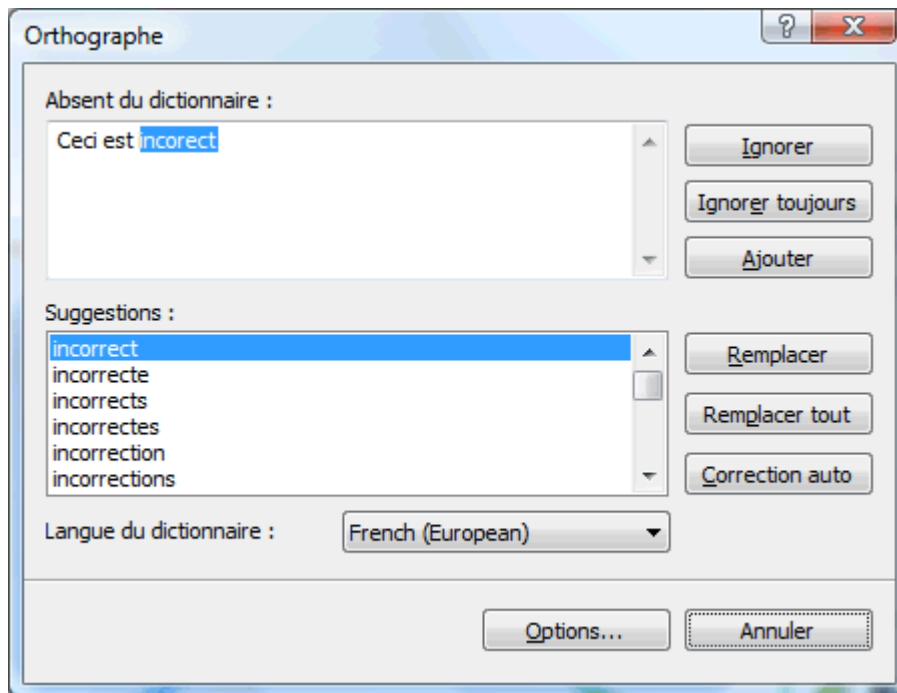 Orthographe
Absent du dictionnaire :
Ceci est incorect
Ignorer
Ignorer toujours
Ajouter
Suggestions :
incorrect
incorrecte
incorrects
incorrectes
incorrection
incorrections
Remplacer
Remplacer tout
Correction auto
Langue du dictionnaire :
French (European)
Options...
Annuler